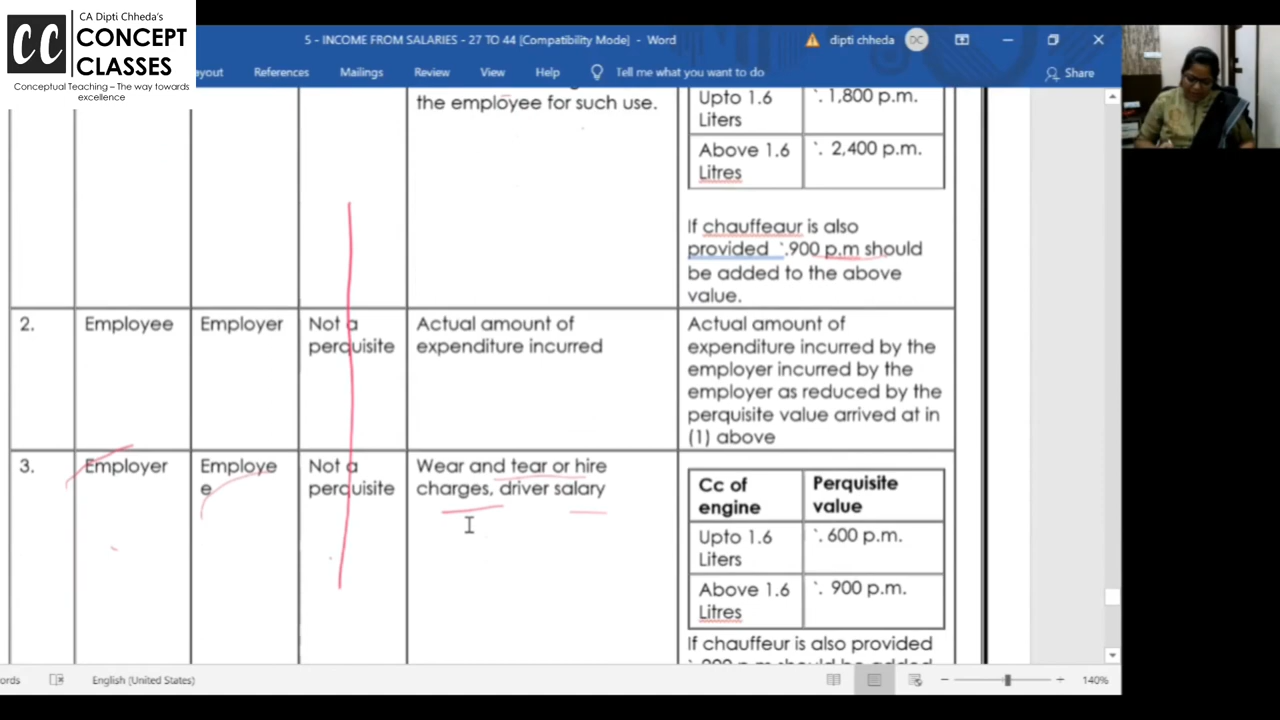 CA Dipti Chheda's
CC CONCEPT
CLASSES
Conceptual Teaching – The way towards
excellence
5 - INCOME FROM SALARIES - 27 TO 44 [Compatibility Mode] - Word
dipti chheda
DC
ayout
References
Mailings
Review
View
Help
Tell me what you want to do
Share
the employee for such use.
Upto 1.6
Liters
`. 1,800 p.m.
Above 1.6
Litres
`. 2,400 p.m.
If chauffeaur is also
provided `.900 p.m should
be added to the above
value.
2.
Employee
Employer
Not a
perquisite
Actual amount of
expenditure incurred
Actual amount of
expenditure incurred by the
employer incurred by the
employer as reduced by the
perquisite value arrived at in
(1) above
3.
Employer
Employe
e
Not a
perquisite
Wear and tear or hire
charges, driver salary
Cc of
engine
Perquisite
value
Upto 1.6
Liters
`. 600 p.m.
Above 1.6
Litres
`. 900 p.m.
If chauffeur is also provided
ords
English (United States)
140%